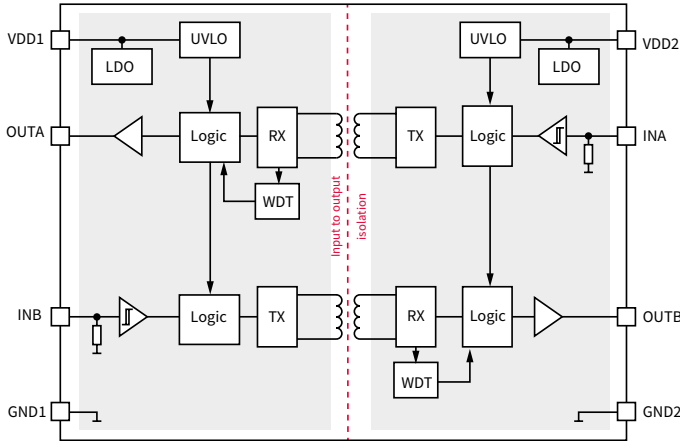 VDD1
UVLO
UVLO
VDD2
LDO
LDO
OUTA
Logic
RX
TX
Logic
INA
WDT
Input to output
isolation
INB
Logic
TX
RX
Logic
OUTB
WDT
GND1
GND2